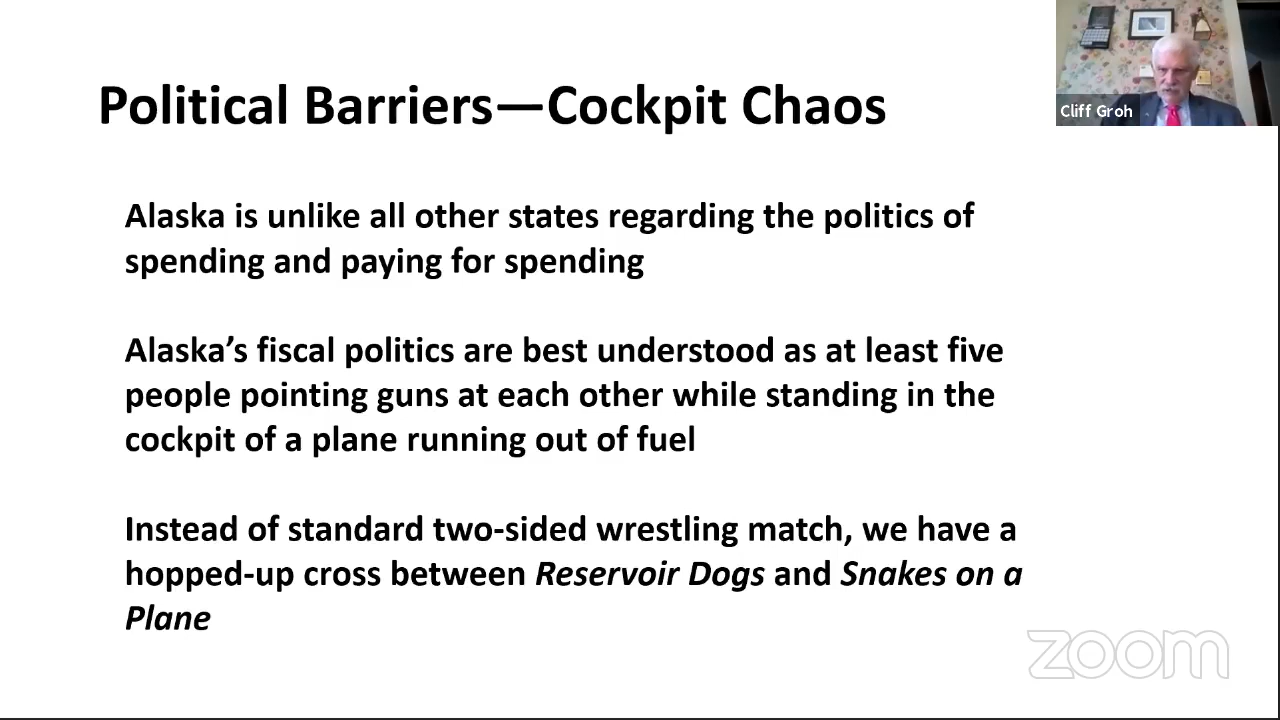 Political Barriers—Cockpit Chaos
Cliff Groh
Alaska is unlike all other states regarding the politics of
spending and paying for spending
Alaska’s fiscal politics are best understood as at least five
people pointing guns at each other while standing in the
cockpit of a plane running out of fuel
Instead of standard two-sided wrestling match, we have a
hopped-up cross between Reservoir Dogs and Snakes on a
Plane
zoom